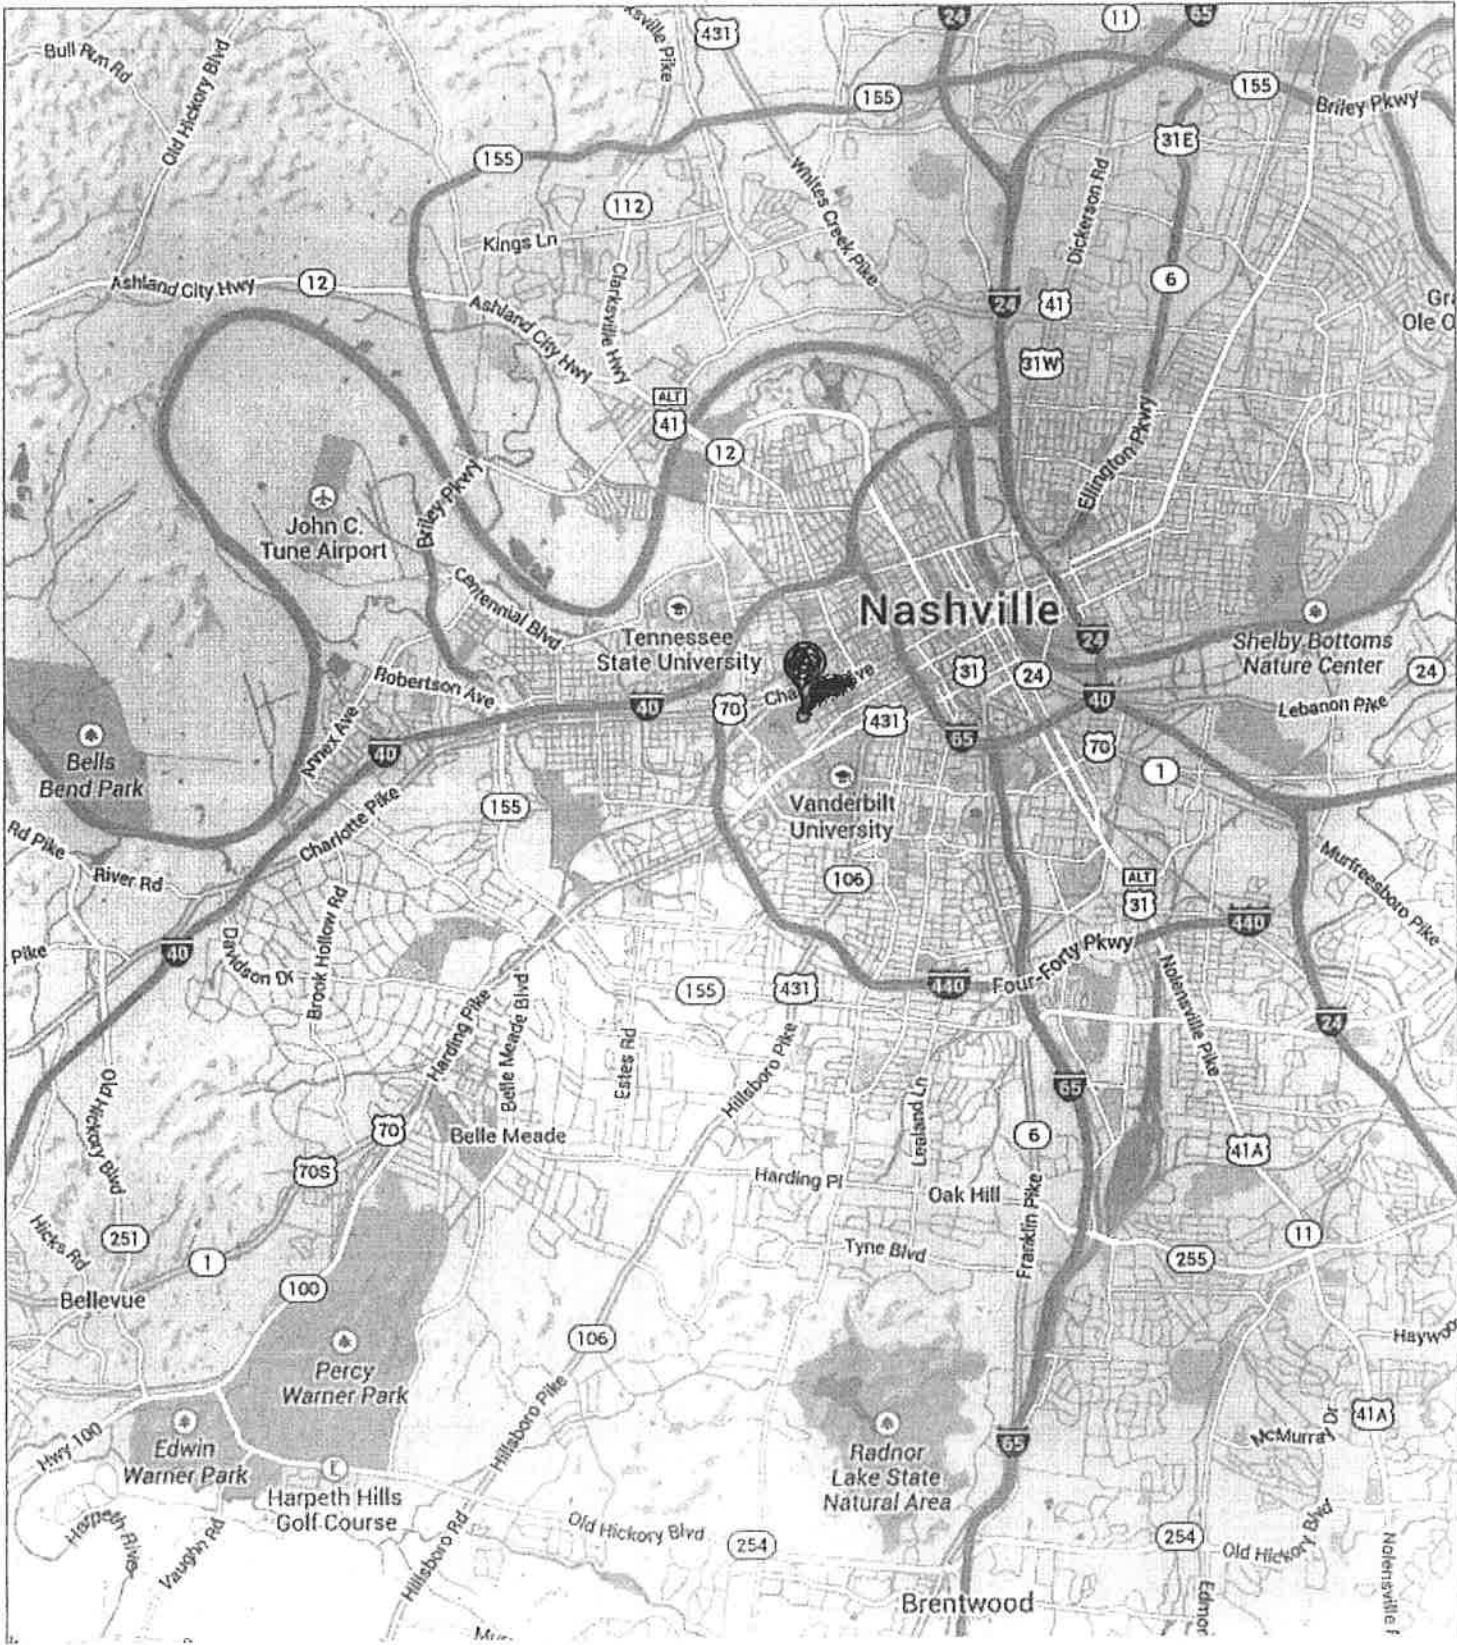 24
11
65
431
Bull Run Rd
Old Hickory Blvd
ksville Pike
155
155
Briley Pkwy
155
31E
Whites Creek Pike
Dickerson Rd
112
Kings Ln
Clarksville Hwy
6
Ashland City Hwy
12
Ashland City Hwy
24
41
Gra
Ole O
31W
ALT
41
12
Ellington Pkwy
Briley Pkwy
John C.
Tune Airport
Centennial Blvd
Tennessee
State University
Nashville
24
Shelby Bottoms
Nature Center
Robertson Ave
40
70
Cha
ve
431
31
24
40
24
Lebanon Pike
Annex Ave
40
65
70
1
Bells
Bend Park
155
Vanderbilt
University
Charlotte Pike
Rd Pike
River Rd
106
ALT
31
Murfreesboro Pike
440
Brook Hollow Rd
Pike
40
Davidson Dr
Four-Forty Pkwy
155
431
440
Harding Pike
Belle Meade Blvd
Estes Rd
Hillsboro Pike
Nolensville Pike
24
65
Lealand Ln
Old Hickory Blvd
70
Belle Meade
6
41A
70S
Harding Pl
Oak Hill
Franklin Pike
Hicks Rd
251
1
Tyne Blvd
255
11
100
Bellevue
106
Haywoo
Percy
Warner Park
Hillsboro Pike
41A
McMurray Dr
Hwy 100
Edwin
Warner Park
Radnor
Lake State
Natural Area
65
Harpeth Hills
Golf Course
Harpeth River
Vaughn Rd
Hillsboro Rd
Old Hickory Blvd
254
254
Old Hickory Blvd
Brentwood
Edmon
Nolensville P